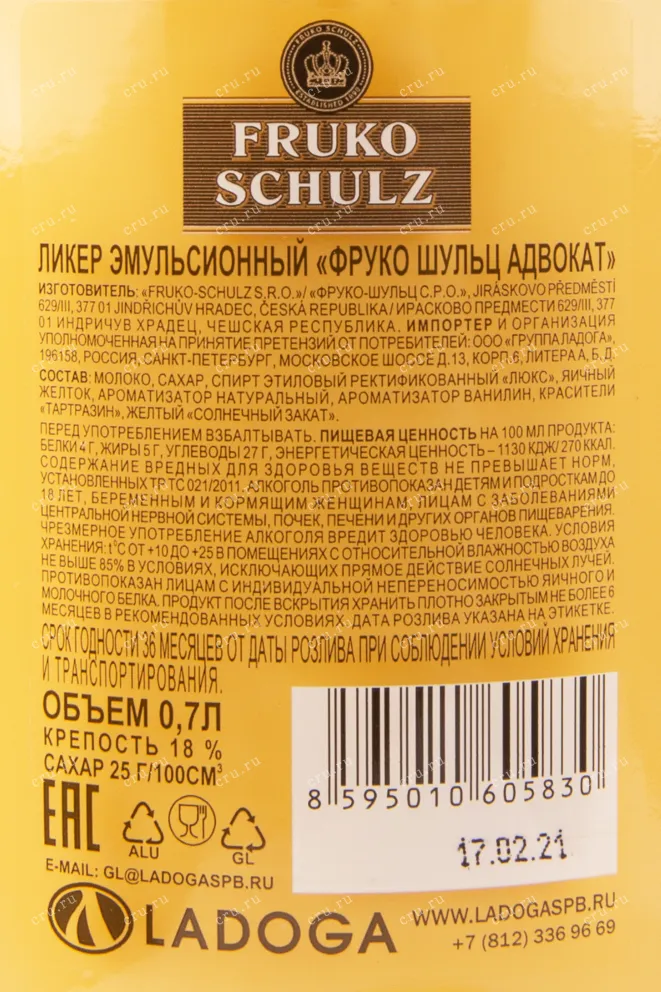 FRUKO SCHULZ
ESTABLISHED
FRUKO
SCHULZ
ЛИКЕР ЭМУЛЬСИОННЫЙ «ФРУКО ШУЛЬЦ АДВОКАТ»
ИЗГОТОВИТЕЛЬ: «FRUKO-SCHULZ S.R.O.»/ «ФРУКО-ШУЛЬЦ С.Р.О.», JIRÁSKOVO PŘEDMĚSTÍ
629/III, 377 01 JINDŘICHŮV HRADEC, ČESKÁ REPUBLIKA / ИРАСКОВО ПРЕДМЕСТИ 629/III, 377
01 ИНДРИЧУВ ХРАДЕЦ, ЧЕШСКАЯ РЕСПУБЛИКА. ИМПОРТЕР И ОРГАНИЗАЦИЯ
УПОЛНОМОЧЕННАЯ НА ПРИНЯТИЕ ПРЕТЕНЗИЙ ОТ ПОТРЕБИТЕЛЕЙ: ООО «ГРУППА ЛАДОГА»,
196158, РОССИЯ, САНКТ-ПЕТЕРБУРГ, МОСКОВСКОЕ ШОССЕ Д.13, КОРП.6, ЛИТЕРА А, Б, Д.
СОСТАВ: МОЛОКО, САХАР, СПИРТ ЭТИЛОВЫЙ РЕКТИФИКОВАННЫЙ «ЛЮКС», ЯИЧНЫЙ
ЖЕЛТОК, АРОМАТИЗАТОР НАТУРАЛЬНЫЙ, АРОМАТИЗАТОР ВАНИЛИН, КРАСИТЕЛИ
«ТАРТРАЗИН», ЖЕЛТЫЙ «СОЛНЕЧНЫЙ ЗАКАТ».
ПЕРЕД УПОТРЕБЛЕНИЕМ ВЗБАЛТЫВАТЬ. ПИЩЕВАЯ ЦЕННОСТЬ НА 100 МЛ ПРОДУКТА:
БЕЛКИ 4 Г, ЖИРЫ 5 Г, УГЛЕВОДЫ 27 Г, ЭНЕРГЕТИЧЕСКАЯ ЦЕННОСТЬ – 1130 КДЖ/ 270 ККАЛ.
СОДЕРЖАНИЕ ВРЕДНЫХ ДЛЯ ЗДОРОВЬЯ ВЕЩЕСТВ НЕ ПРЕВЫШАЕТ НОРМ,
УСТАНОВЛЕННЫХ ТР ТС 021/2011. АЛКОГОЛЬ ПРОТИВОПОКАЗАН ДЕТЯМ И ПОДРОСТКАМ ДО
18 ЛЕТ, БЕРЕМЕННЫМ И КОРМЯЩИМ ЖЕНЩИНАМ, ЛИЦАМ С ЗАБОЛЕВАНИЯМИ
ЦЕНТРАЛЬНОЙ НЕРВНОЙ СИСТЕМЫ, ПОЧЕК, ПЕЧЕНИ И ДРУГИХ ОРГАНОВ ПИЩЕВАРЕНИЯ.
ЧРЕЗМЕРНОЕ УПОТРЕБЛЕНИЕ АЛКОГОЛЯ ВРЕДИТ ЗДОРОВЬЮ ЧЕЛОВЕКА. УСЛОВИЯ
ХРАНЕНИЯ: t°С ОТ +10 ДО +25 В ПОМЕЩЕНИЯХ С ОТНОСИТЕЛЬНОЙ ВЛАЖНОСТЬЮ ВОЗДУХА
НЕ ВЫШЕ 85% В УСЛОВИЯХ, ИСКЛЮЧАЮЩИХ ПРЯМОЕ ДЕЙСТВИЕ СОЛНЕЧНЫХ ЛУЧЕЙ.
ПРОТИВОПОКАЗАН ЛИЦАМ С ИНДИВИДУАЛЬНОЙ НЕПЕРЕНОСИМОСТЬЮ ЯИЧНОГО И
МОЛОЧНОГО БЕЛКА. ПРОДУКТ ПОСЛЕ ВСКРЫТИЯ ХРАНИТЬ ПЛОТНО ЗАКРЫТЫМ НЕ БОЛЕЕ 6
МЕСЯЦЕВ В РЕКОМЕНДОВАННЫХ УСЛОВИЯХ. ДАТА РОЗЛИВА УКАЗАНА НА ЭТИКЕТКЕ.
СРОК ГОДНОСТИ 36 МЕСЯЦЕВ ОТ ДАТЫ РОЗЛИВА ПРИ СОБЛЮДЕНИИ УСЛОВИЙ ХРАНЕНИЯ
И ТРАНСПОРТИРОВАНИЯ.
ОБЪЕМ 0,7Л
КРЕПОСТЬ 18 %
САХАР 25 Г/100СМ³
8 595010 605830
17.02.21
EAC
ALU
GL
E-MAIL: GL@LADOGASPB.RU
LADOGA
WWW.LADOGASPB.RU
+7 (812) 336 96 69
cru.ru